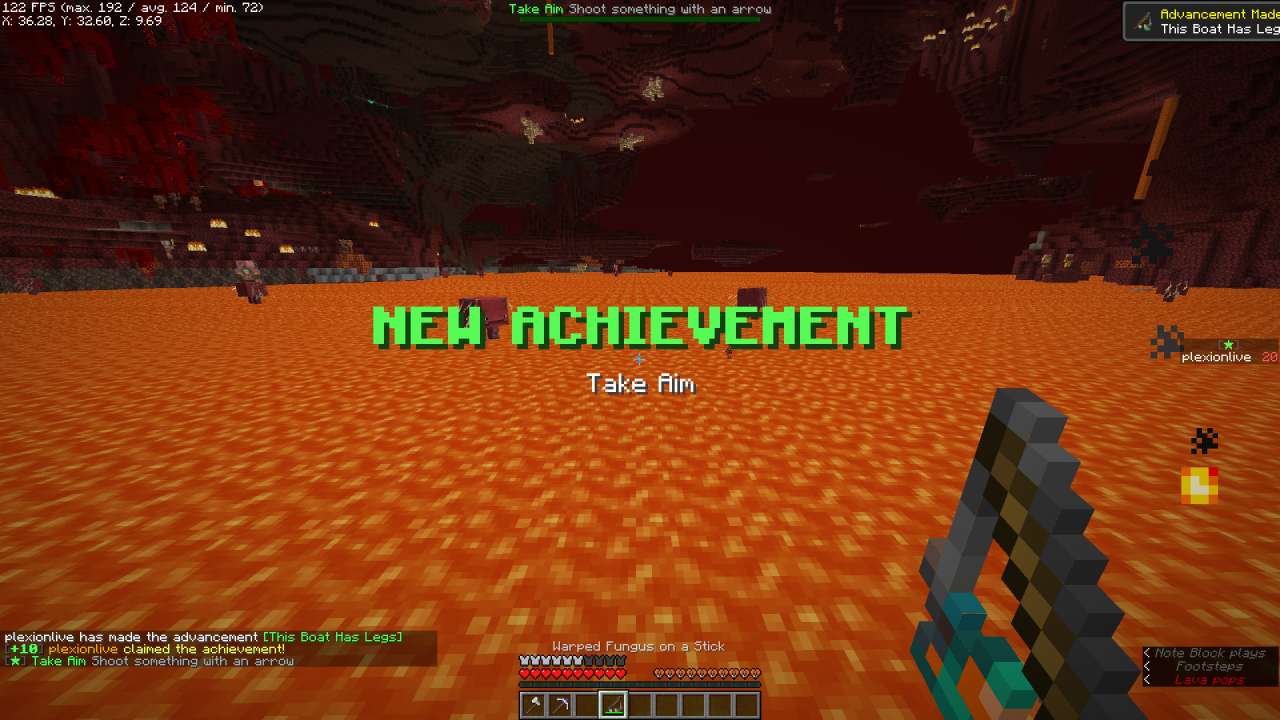 122 FPS (max. 192 / avg. 124 / min. 72)
X: 36.28, Y: 32.60, Z: 9.69
Take Aim Shoot something with an arrow
Advancement Made
This Boat Has Leg
NEW ACHIEVEMENT
Take Aim
[★]
plexionlive 20
plexionlive has made the advancement [This Boat Has Legs]
[+10] plexionlive claimed the achievement!
[★] Take Aim Shoot something with an arrow
Warped Fungus on a Stick
< Note Block plays
< Footsteps
< Lava pops